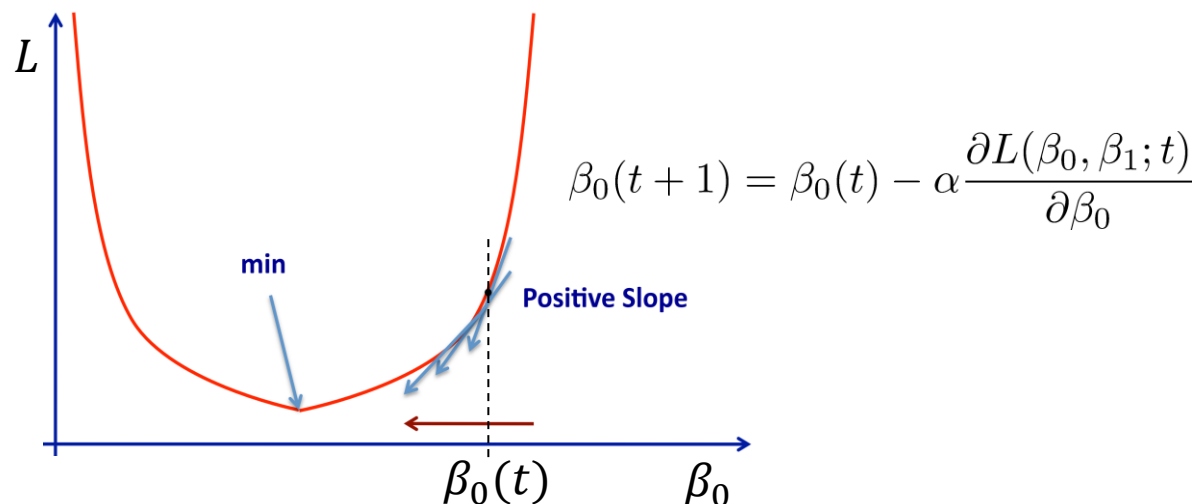 L
β₀(t + 1) = β₀(t) − α ∂L(β₀, β₁; t) / ∂β₀
min
Positive Slope
β₀(t)
β₀